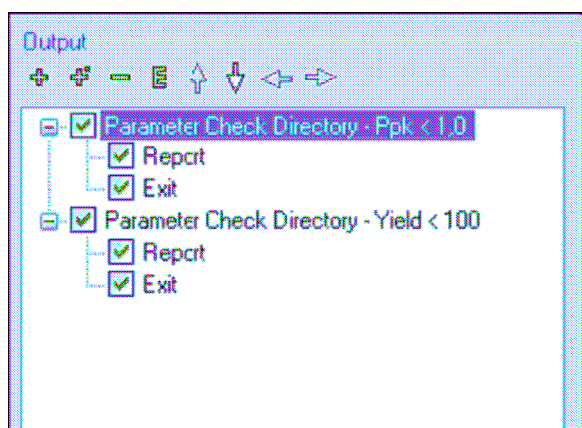 Output
E
Parameter Check Directory - Ppk < 1,0
Report
Exit
Parameter Check Directory - Yield < 100
Report
Exit